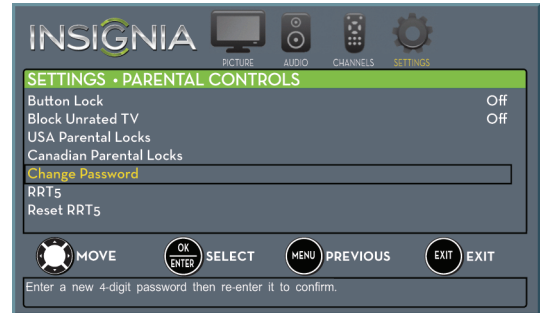 INSIGNIA
PICTURE AUDIO CHANNELS SETTINGS
SETTINGS • PARENTAL CONTROLS
Button Lock Off
Block Unrated TV Off
USA Parental Locks
Canadian Parental Locks
Change Password
RRT5
Reset RRT5
MOVE OK ENTER SELECT MENU PREVIOUS EXIT EXIT
Enter a new 4-digit password then re-enter it to confirm.